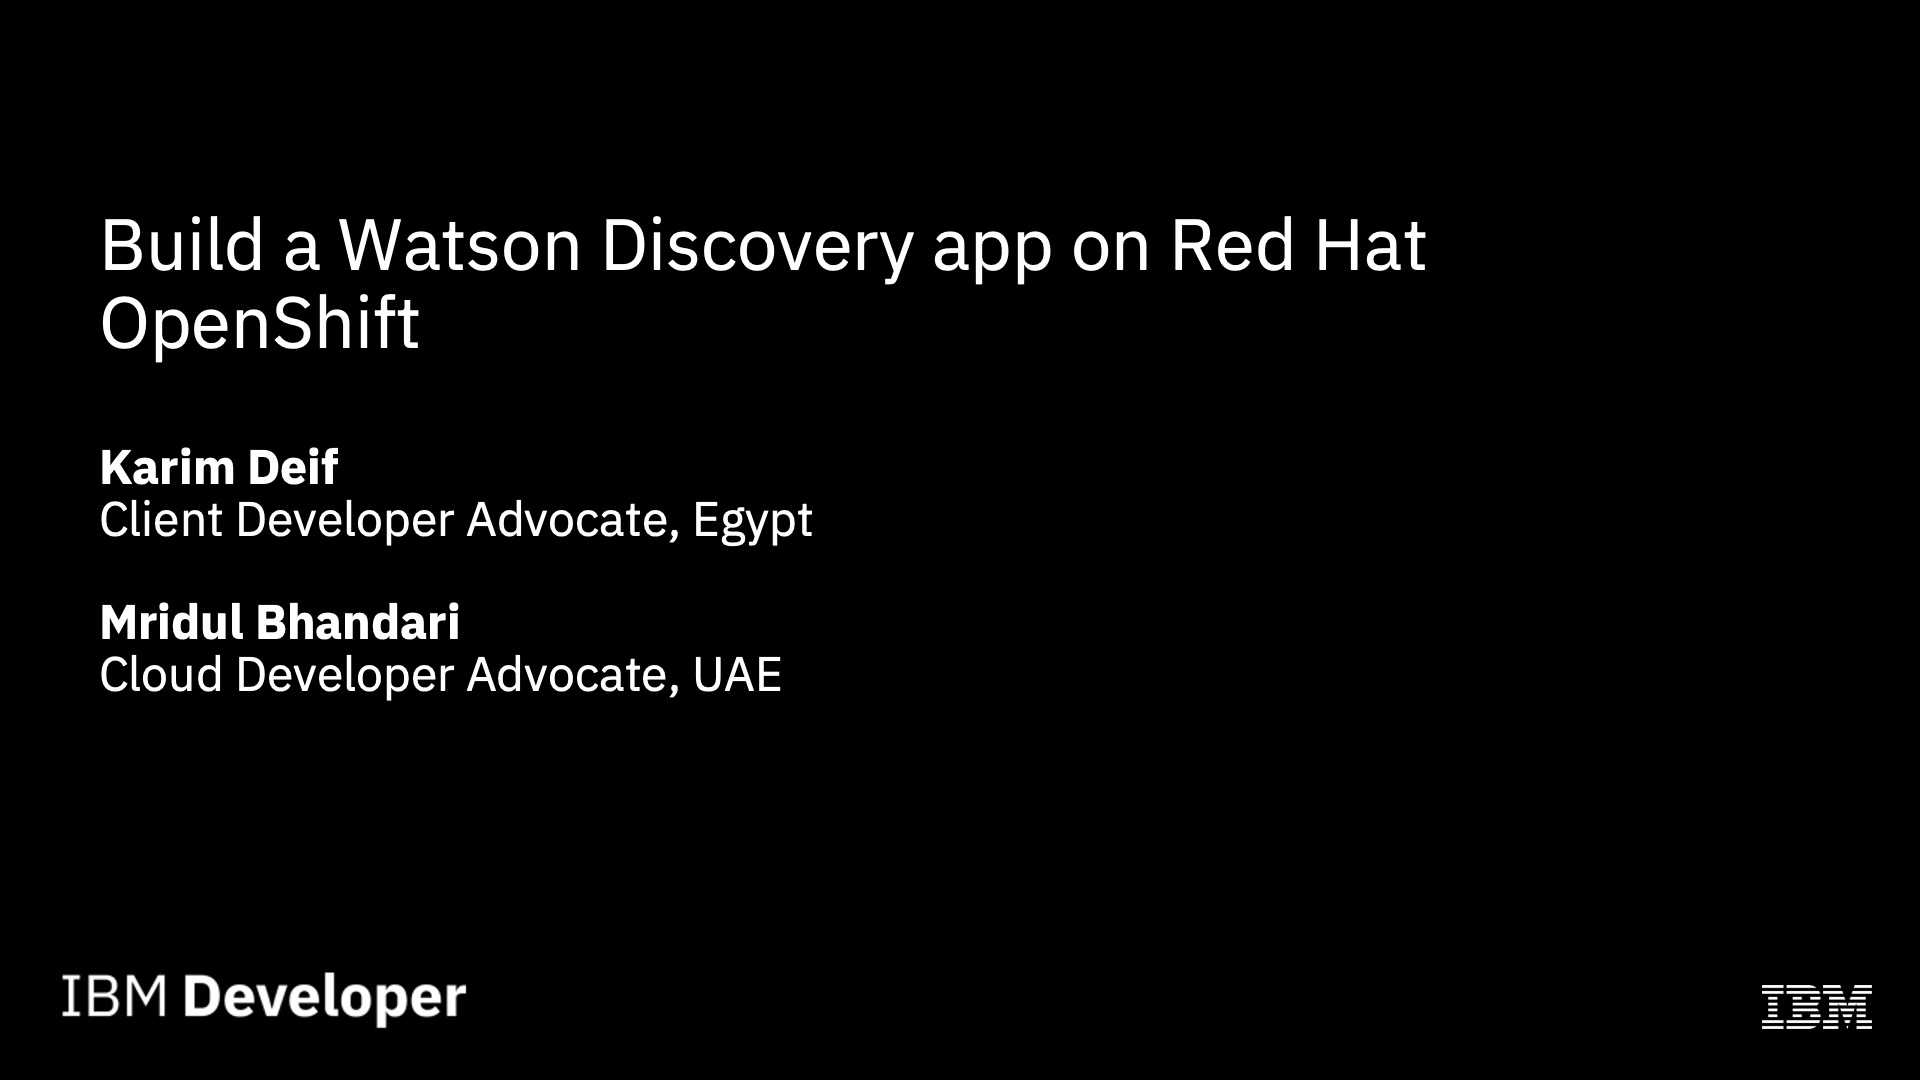 Build a Watson Discovery app on Red Hat
OpenShift
Karim Deif
Client Developer Advocate, Egypt
Mridul Bhandari
Cloud Developer Advocate, UAE
IBM Developer
IBM